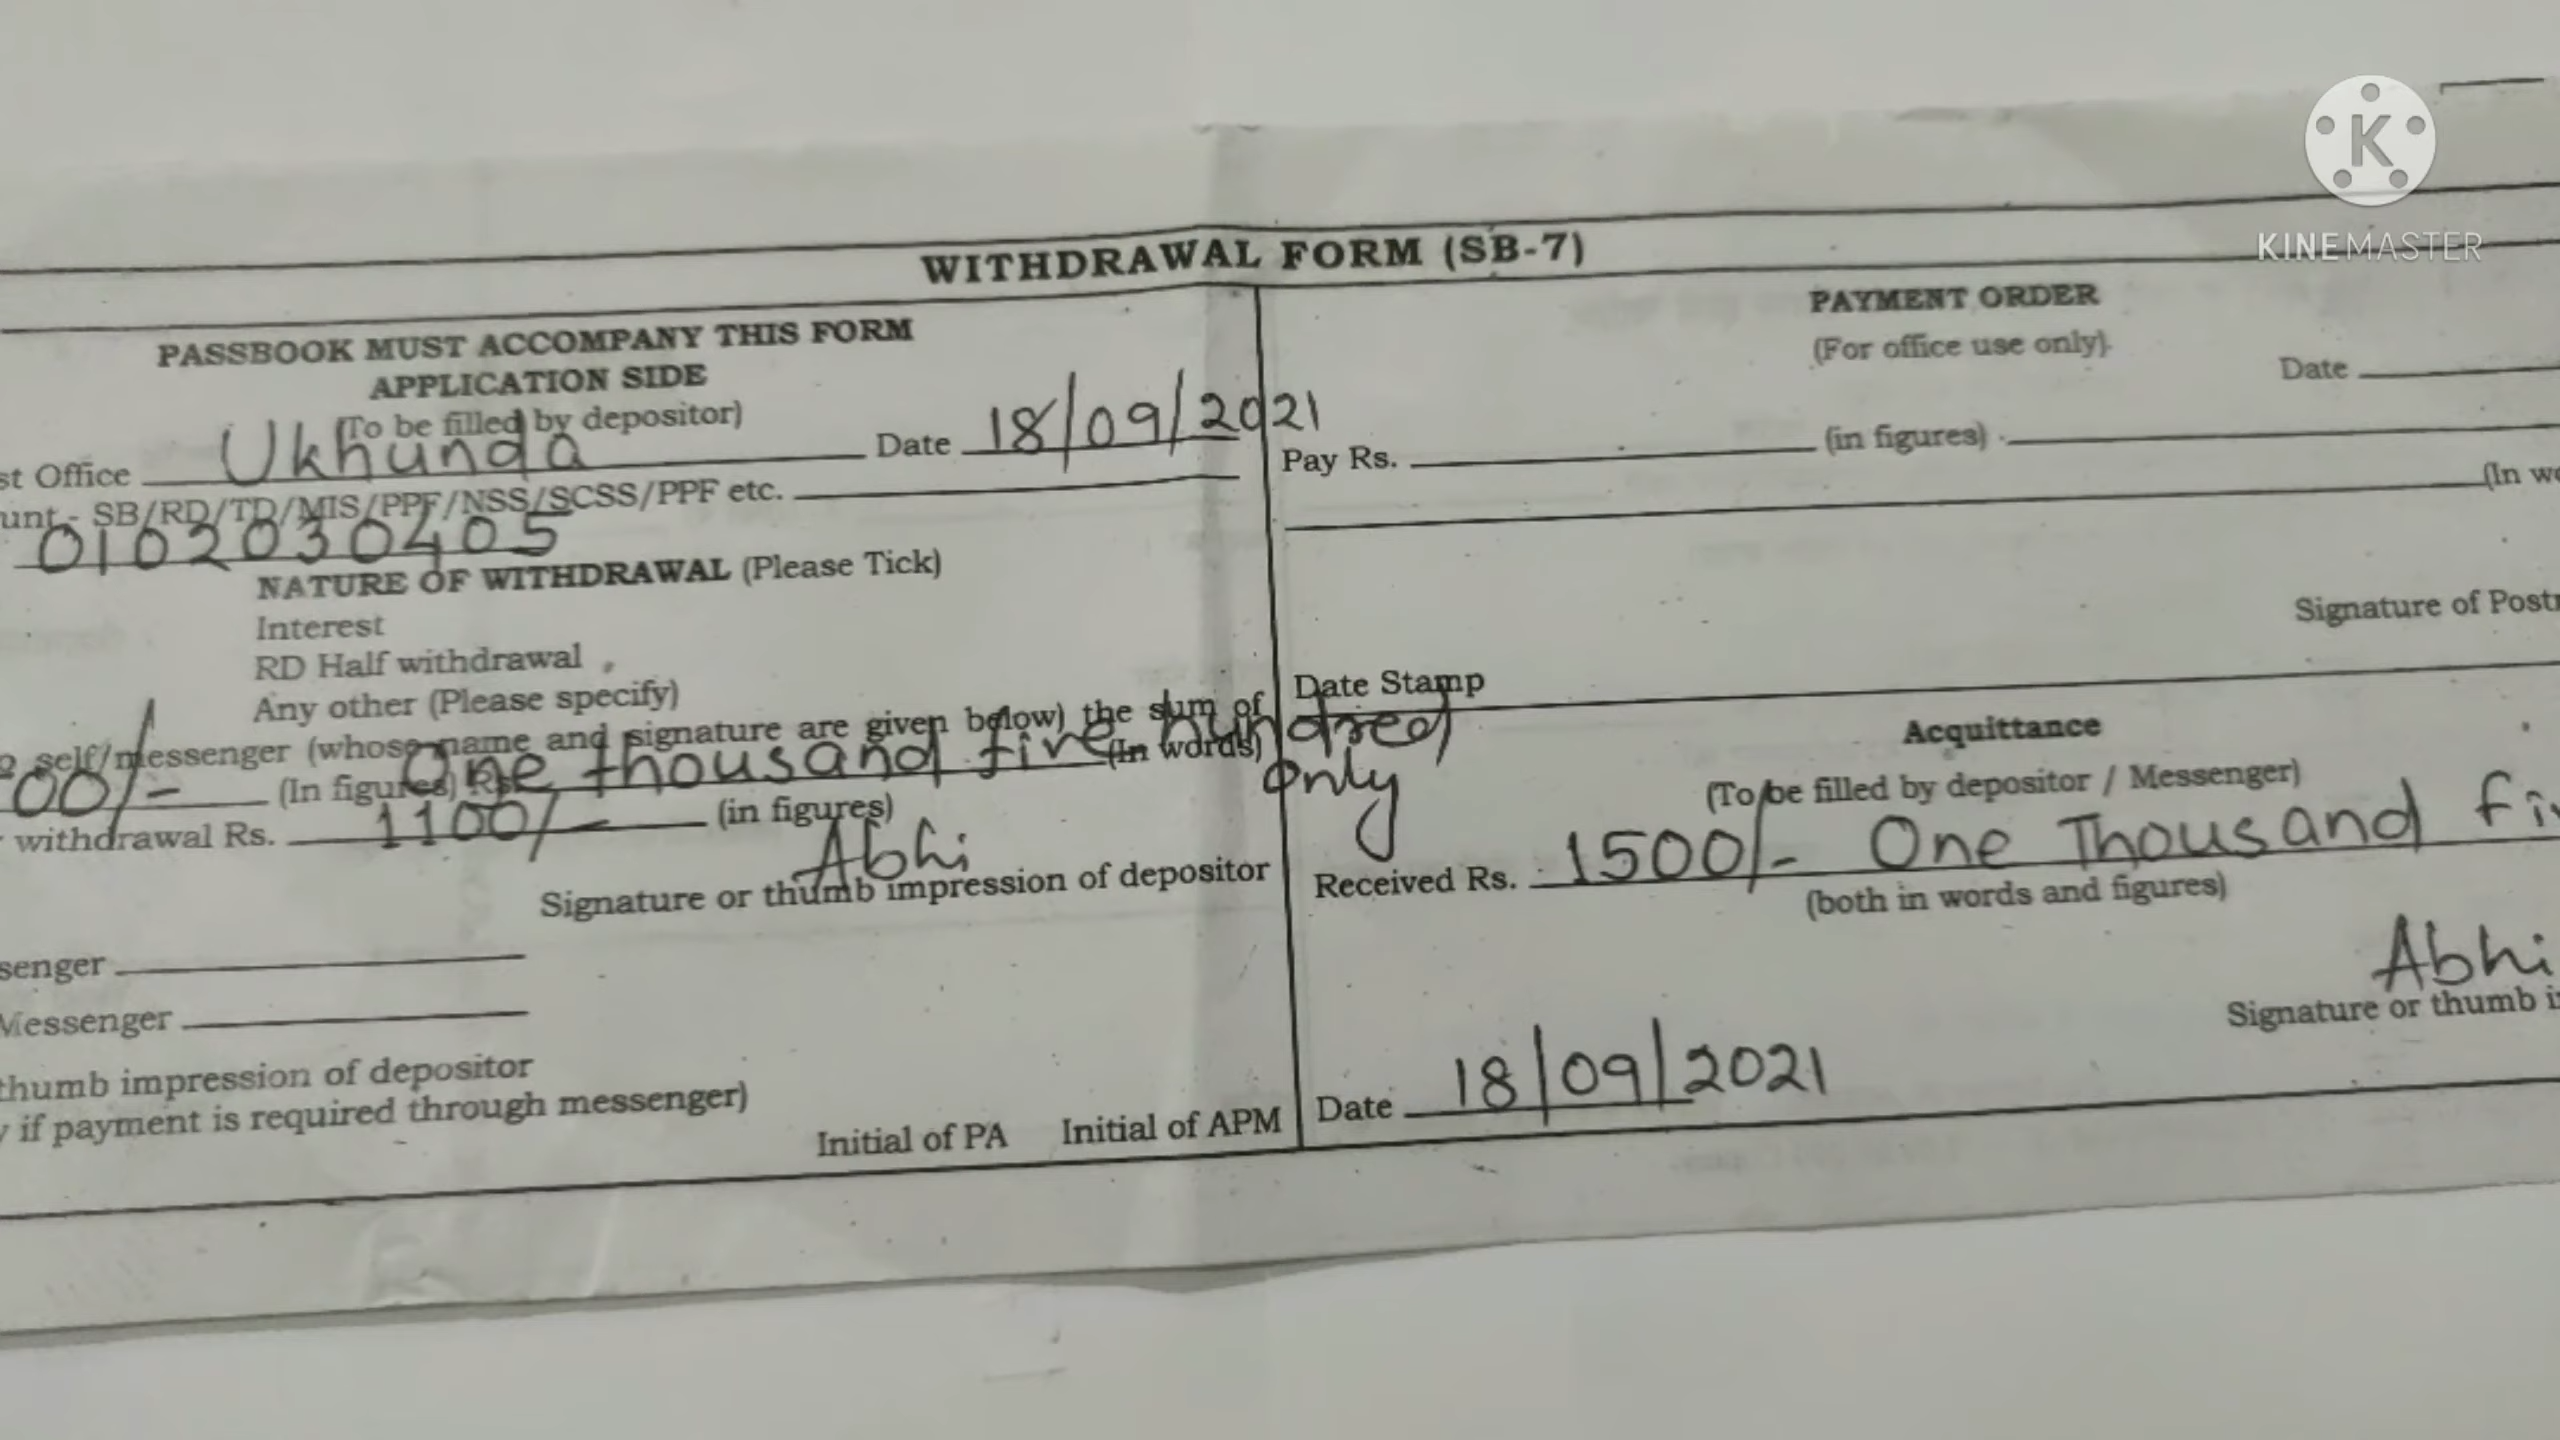 K
KINEMASTER
WITHDRAWAL FORM (SB-7)
PASSBOOK MUST ACCOMPANY THIS FORM
APPLICATION SIDE
(To be filled by depositor)
st Office Ukhunda Date 18/09/2021
unt - SB/RD/TD/MIS/PPF/NSS/SCSS/PPF etc.
0102030405
NATURE OF WITHDRAWAL (Please Tick)
Interest
RD Half withdrawal
Any other (Please specify)
o self/messenger (whose name and signature are given below) the sum of
00/- (In figures) Rs. One thousand five hundred (In words)
only
withdrawal Rs. 1100/- (in figures)
Abhi
Signature or thumb impression of depositor
senger
Messenger
thumb impression of depositor
y if payment is required through messenger)
Initial of PA Initial of APM
PAYMENT ORDER
(For office use only)
Date
Pay Rs. (in figures)
(In wo
Signature of Postm
Date Stamp
Acquittance
(To be filled by depositor / Messenger)
Received Rs. 1500/- One Thousand fiv
(both in words and figures)
Abhi
Signature or thumb i
Date 18/09/2021